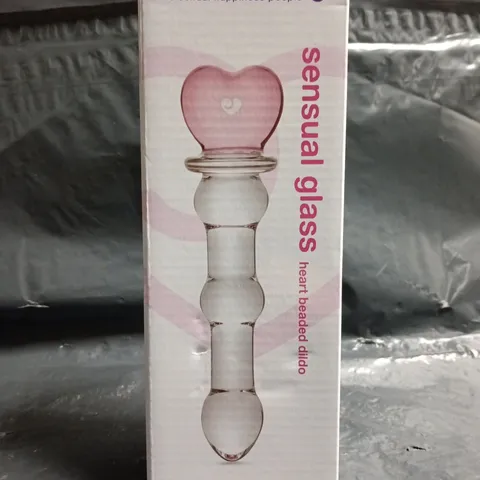 sensual glass
heart beaded dildo